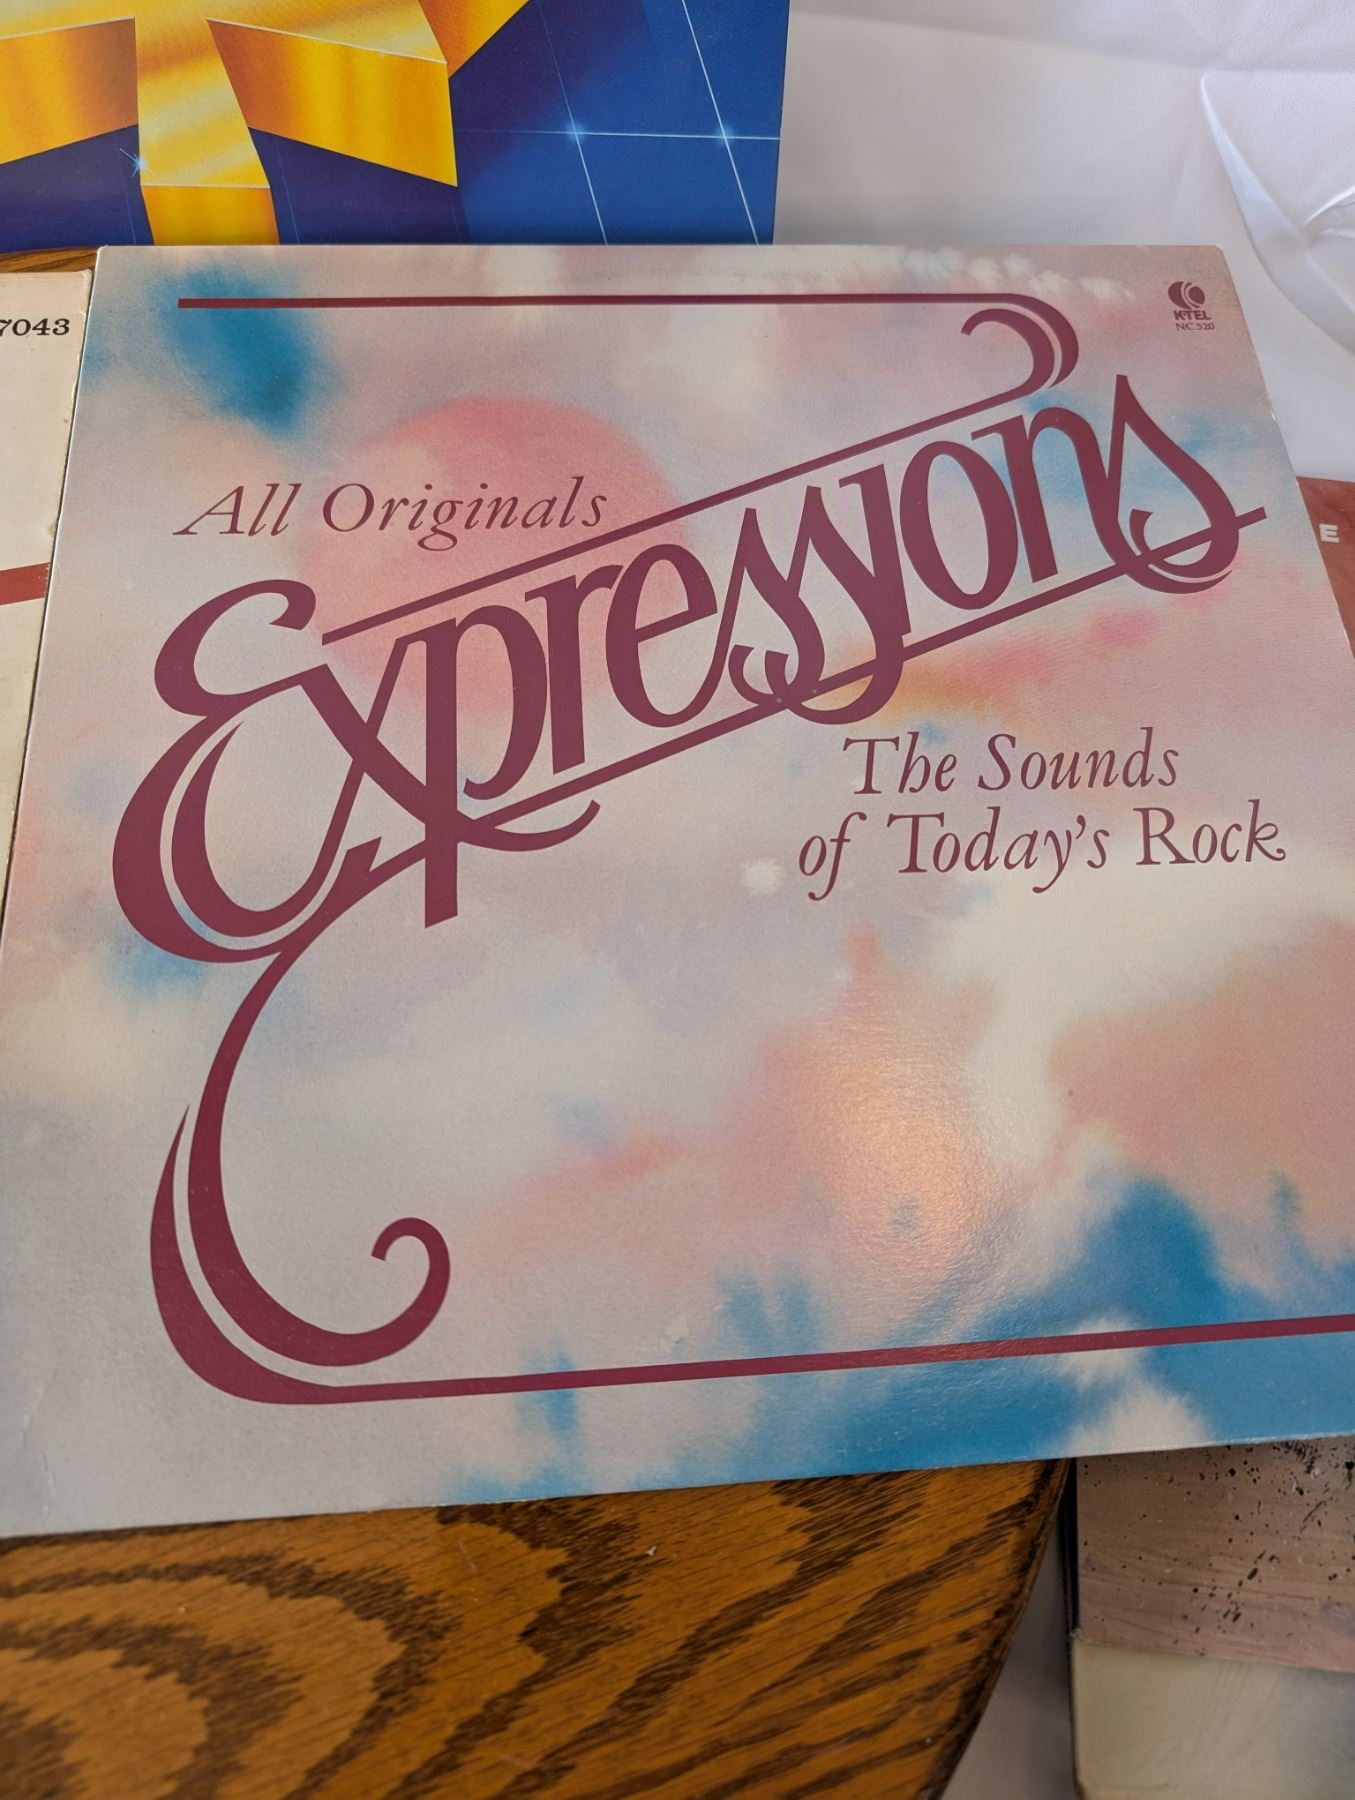 7043
K-TEL
NC 520
All Originals
Expressions
E
The Sounds
of Today's Rock